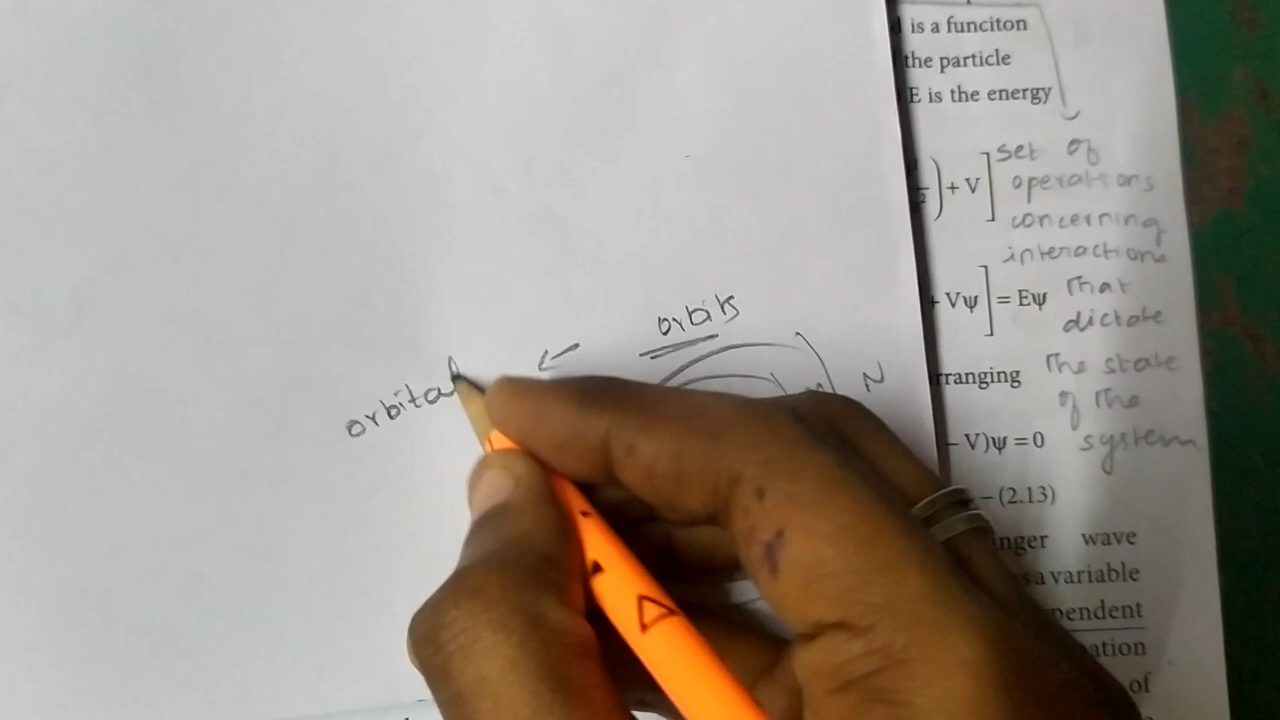 is a funciton
the particle
E is the energy
) + V ] set of
operations
concerning
interactions
Vψ ] = Eψ that
dictate
rranging the state
of the
– V)ψ = 0 system
– (2.13)
nger wave
s a variable
pendent
ation
of
orbits
orbital
N